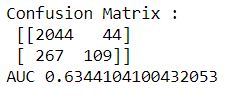 Confusion Matrix :
[[2044   44]
[ 267  109]]
AUC 0.6344104100432053